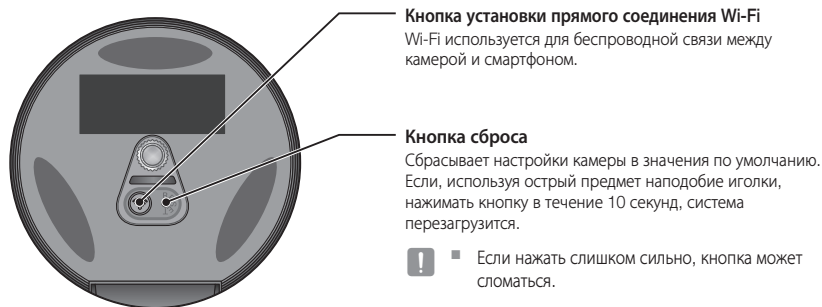 Кнопка установки прямого соединения Wi-Fi
Wi-Fi используется для беспроводной связи между
камерой и смартфоном.
Кнопка сброса
Сбрасывает настройки камеры в значения по умолчанию.
Если, используя острый предмет наподобие иголки,
нажимать кнопку в течение 10 секунд, система
перезагрузится.
! ■ Если нажать слишком сильно, кнопка может
сломаться.